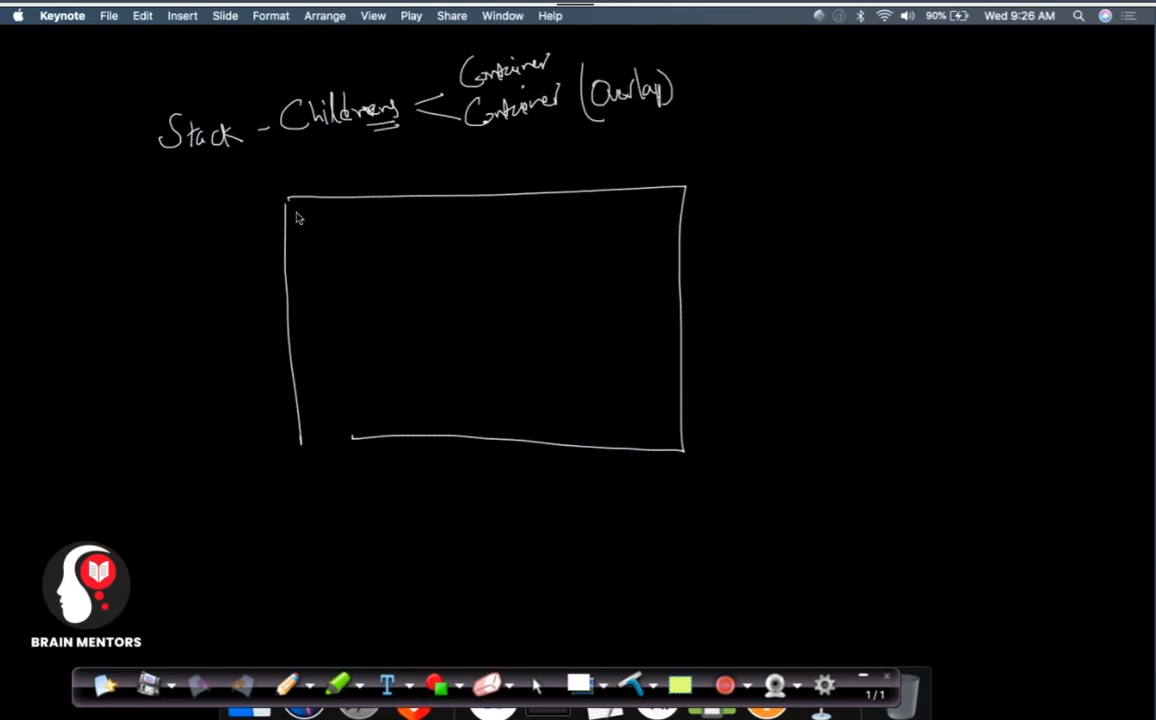 Keynote File Edit Insert Slide Format Arrange View Play Share Window Help 90% Wed 9:26 AM
Container
Stack - Childrens < Container (Overlap)
BRAIN MENTORS
T
1/1